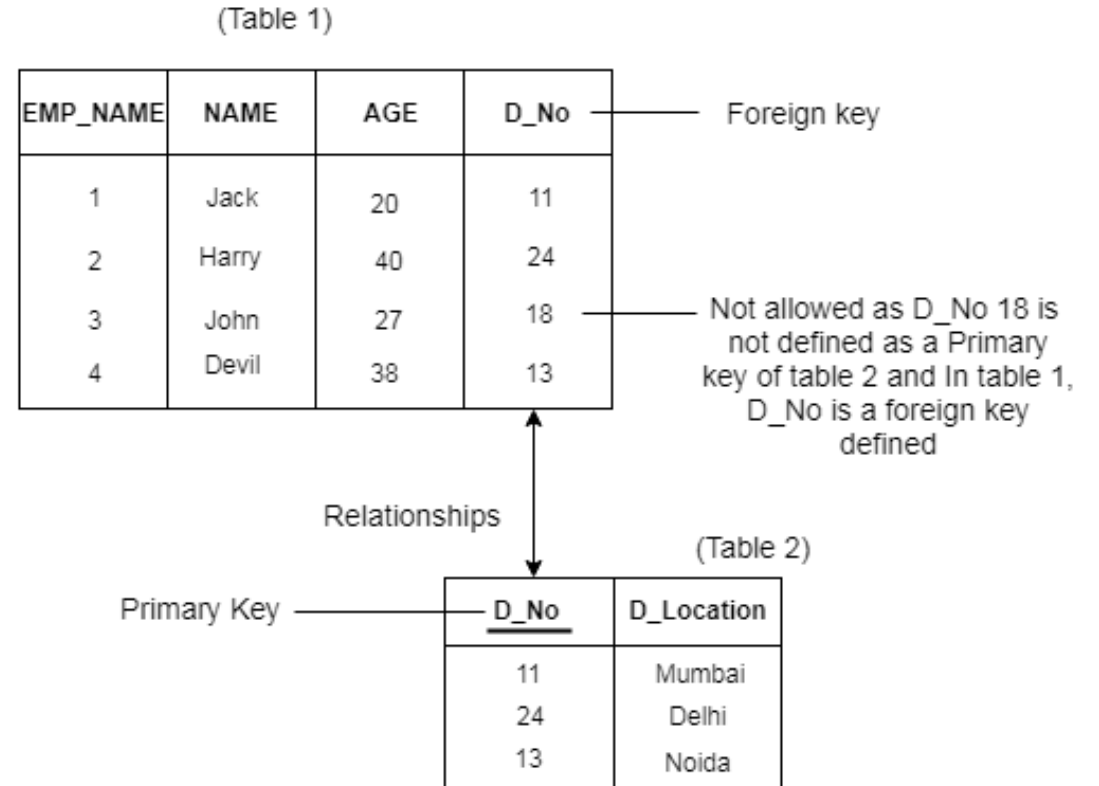 (Table 1)
EMP_NAME NAME AGE D_No Foreign key
1 Jack 20 11
2 Harry 40 24
3 John 27 18
4 Devil 38 13
Not allowed as D_No 18 is
not defined as a Primary
key of table 2 and In table 1,
D_No is a foreign key
defined
Relationships
(Table 2)
Primary Key D_No D_Location
11 Mumbai
24 Delhi
13 Noida